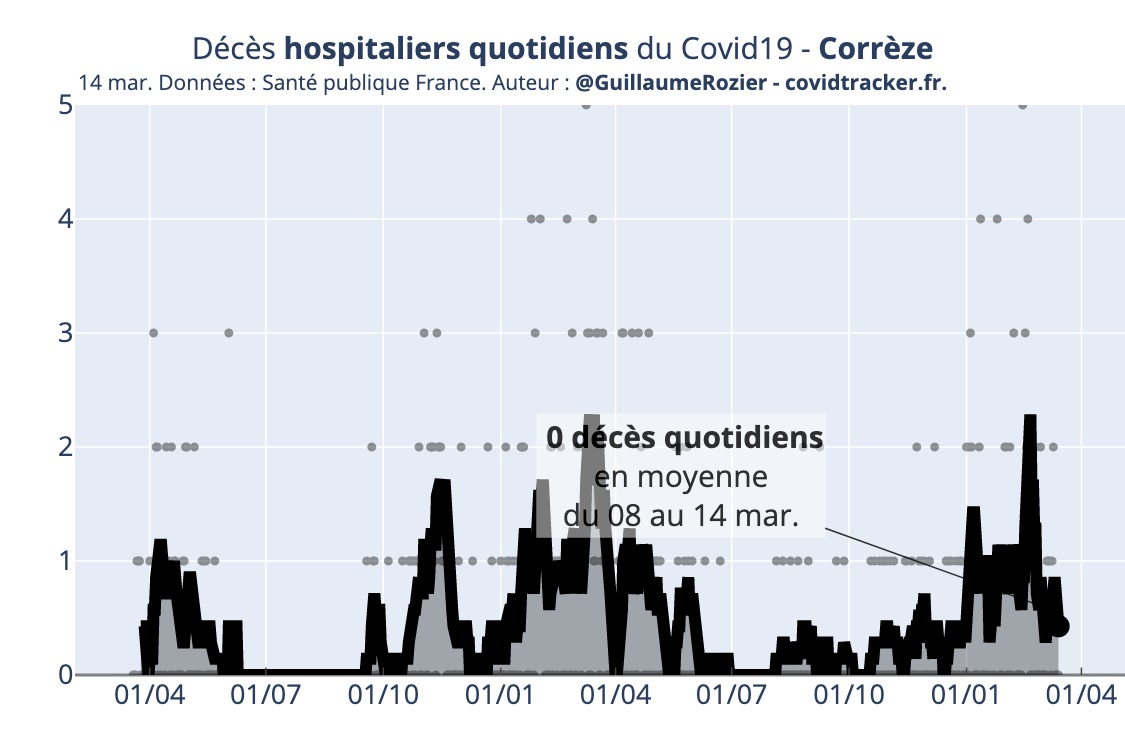 Décès hospitaliers quotidiens du Covid19 - Corrèze
14 mar. Données : Santé publique France. Auteur : @GuillaumeRozier - covidtracker.fr.
5
4
3
2
1
0
0 décès quotidiens
en moyenne
du 08 au 14 mar.
01/04 01/07 01/10 01/01 01/04 01/07 01/10 01/01 01/04